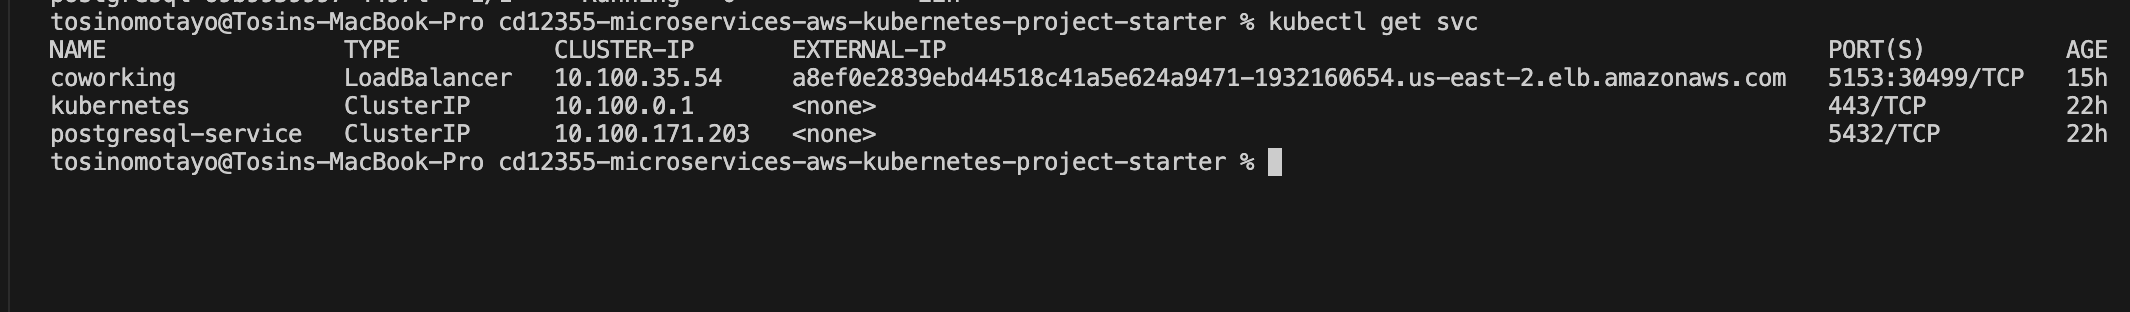 tosinomotayo@Tosins-MacBook-Pro cd12355-microservices-aws-kubernetes-project-starter % kubectl get svc
NAME TYPE CLUSTER-IP EXTERNAL-IP PORT(S) AGE
coworking LoadBalancer 10.100.35.54 a8ef0e2839ebd44518c41a5e624a9471-1932160654.us-east-2.elb.amazonaws.com 5153:30499/TCP 15h
kubernetes ClusterIP 10.100.0.1 <none> 443/TCP 22h
postgresql-service ClusterIP 10.100.171.203 <none> 5432/TCP 22h
tosinomotayo@Tosins-MacBook-Pro cd12355-microservices-aws-kubernetes-project-starter %